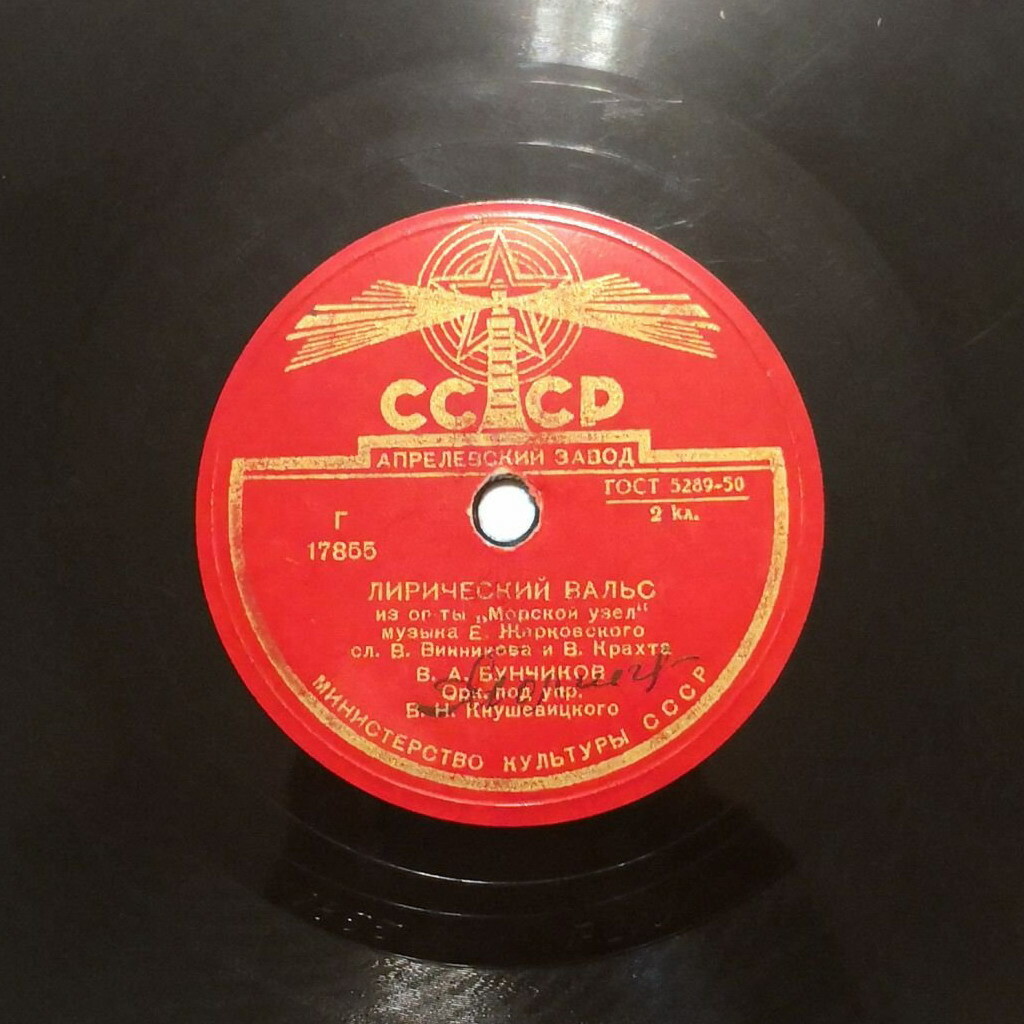 СССР
АПРЕЛЕВСКИЙ ЗАВОД
ГОСТ 5289-50
2 кл.
Г
17855
ЛИРИЧЕСКИЙ ВАЛЬС
из оп-ты „Морской узел“
музыка Е. Жарковского
сл. В. Винникова и В. Крахта
В. А. БУНЧИКОВ
Орк. под упр.
В. Н. Кнушевицкого
МИНИСТЕРСТВО КУЛЬТУРЫ СССР